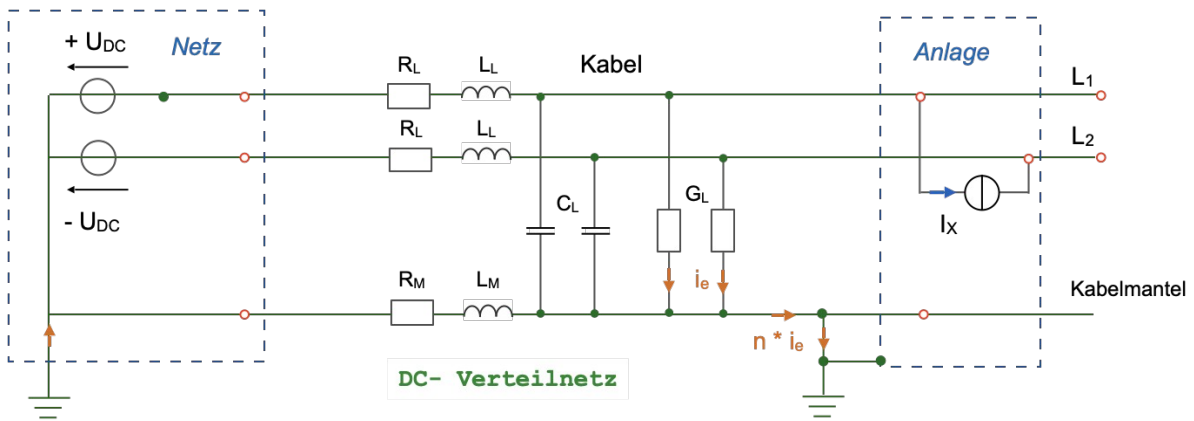 + UDC
Netz
- UDC
RL
LL
Kabel
RL
LL
CL
GL
ie
RM
LM
n * ie
DC- Verteilnetz
Anlage
IX
L1
L2
Kabelmantel